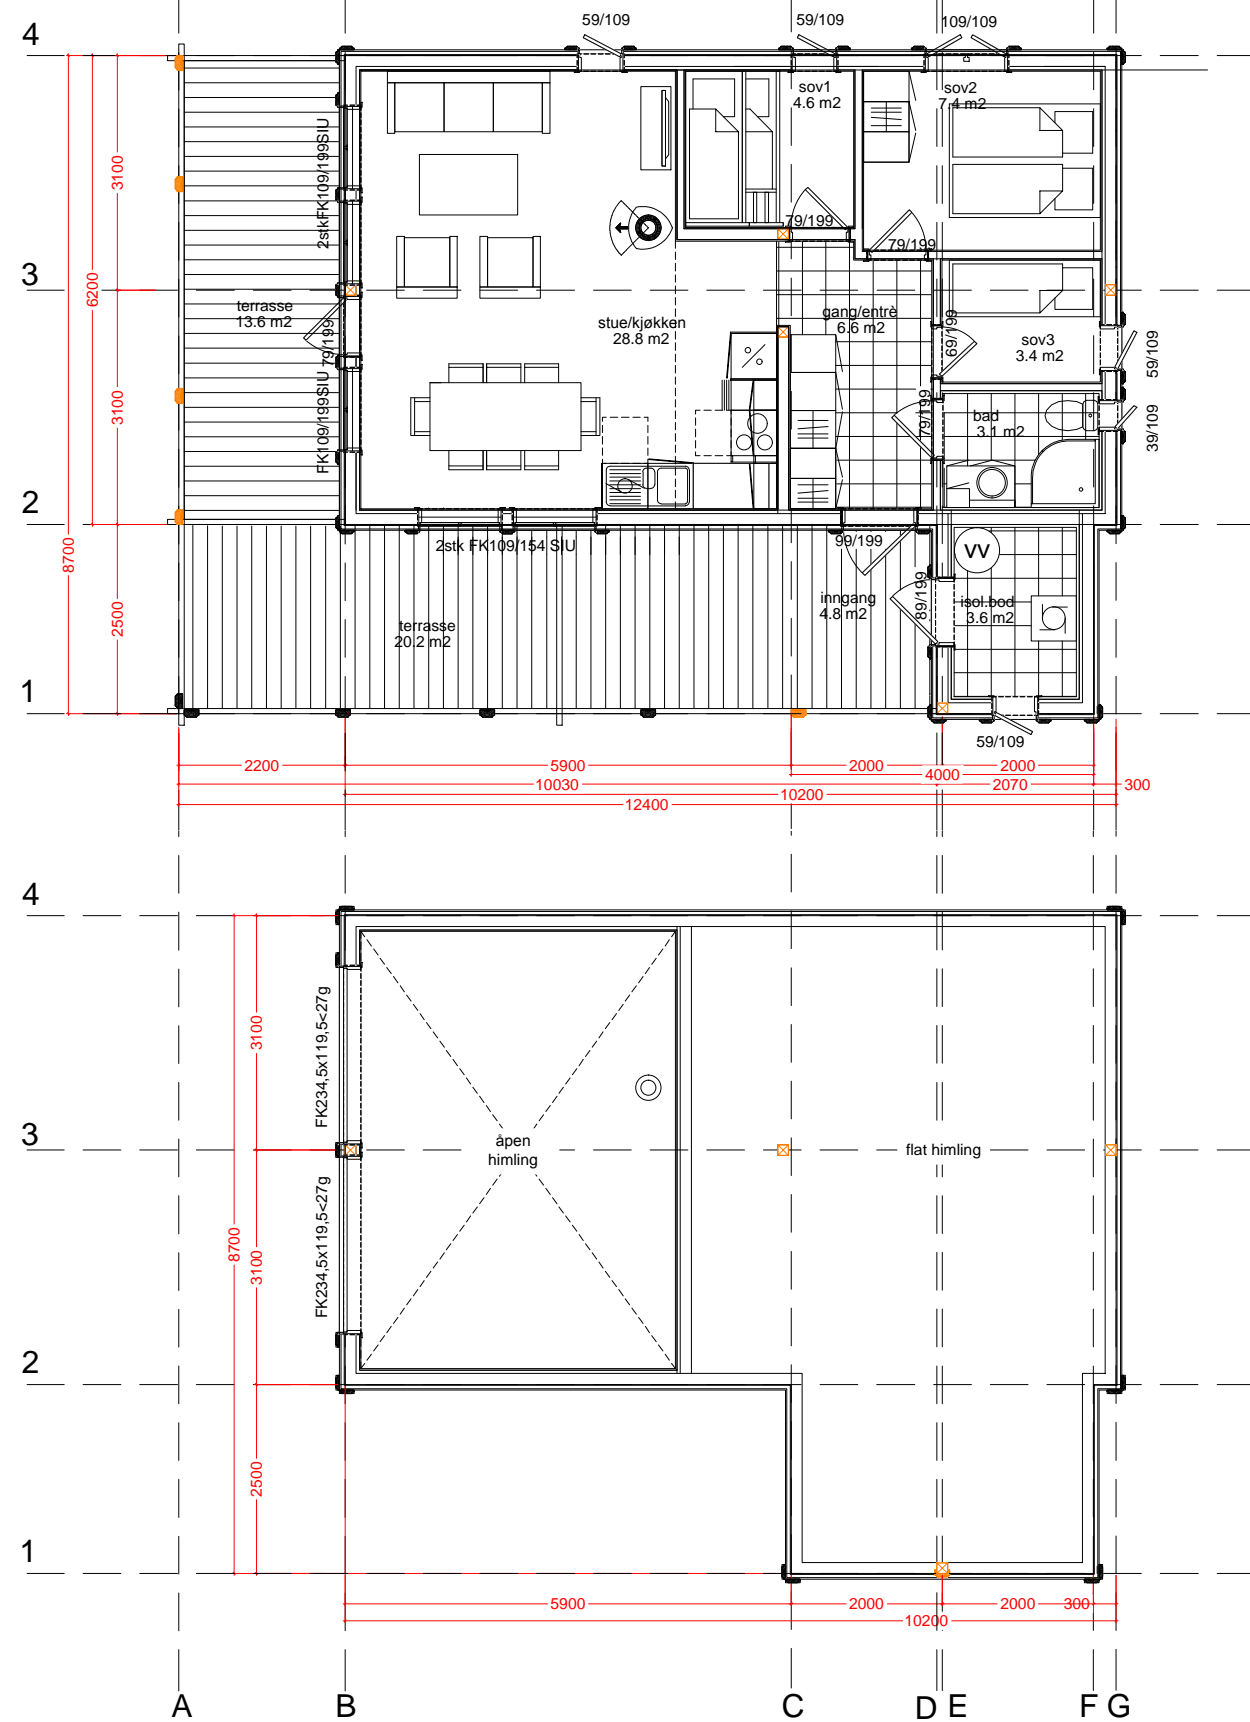 4
59/109
59/109
109/109
sov1
4.6 m2
sov2
7.4 m2
3100
2stkFK109/199SIU
79/199
79/199
3
6200
terrasse
13.6 m2
79/199
stue/kjøkken
28.8 m2
gang/entrè
6.6 m2
69/199
sov3
3.4 m2
59/109
3100
FK109/199SIU
79/199
bad
3.1 m2
39/109
2
8700
2stk FK109/154 SIU
99/199
VV
2500
terrasse
20.2 m2
inngang
4.8 m2
89/199
isol.bod
3.6 m2
1
59/109
2200
5900
2000
2000
4000
10030
2070
300
10200
12400
4
3100
FK234,5x119,5<27g
3
åpen
himling
flat himling
8700
3100
FK234,5x119,5<27g
2
2500
1
5900
2000
2000
300
10200
A
B
C
D
E
F
G